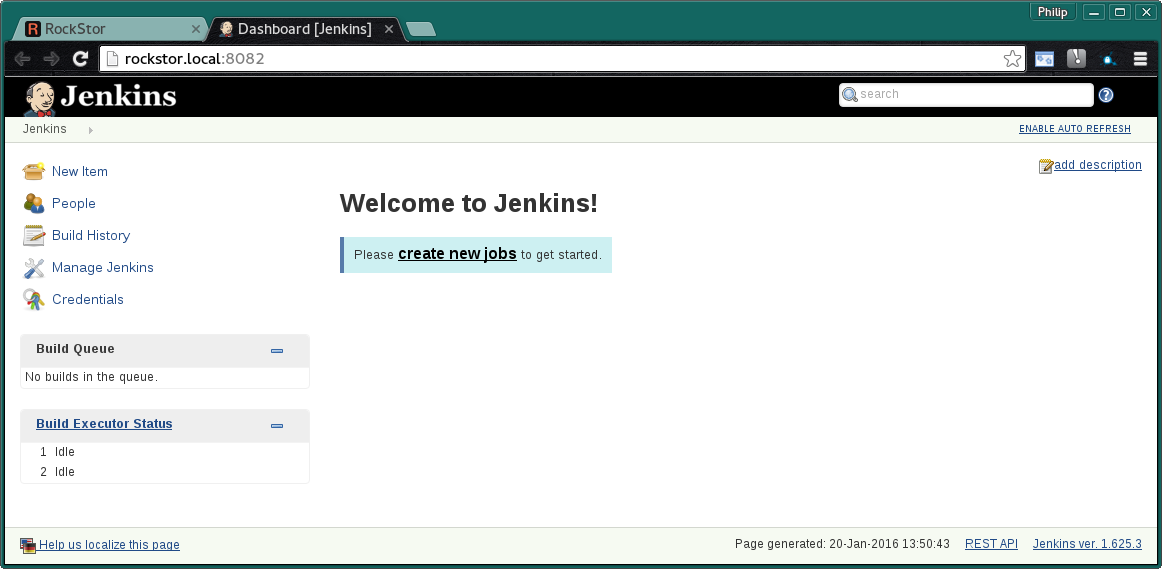 Philip
RockStor
Dashboard [Jenkins]
rockstor.local:8082
Jenkins
search
Jenkins
ENABLE AUTO REFRESH
New Item
People
Build History
Manage Jenkins
Credentials
add description
Welcome to Jenkins!
Please create new jobs to get started.
Build Queue
No builds in the queue.
Build Executor Status
1 Idle
2 Idle
Help us localize this page
Page generated: 20-Jan-2016 13:50:43 REST API Jenkins ver. 1.625.3